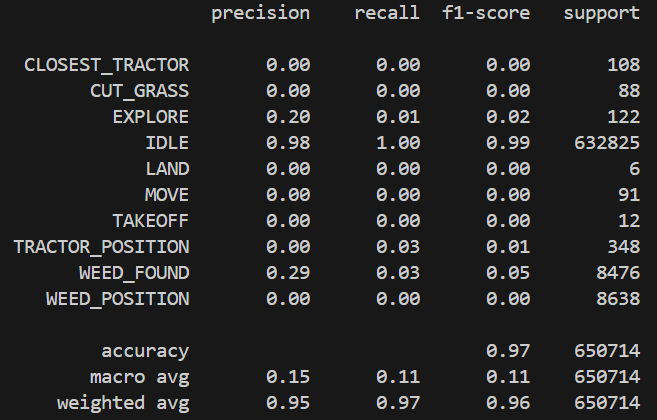 precision recall f1-score support
CLOSEST_TRACTOR 0.00 0.00 0.00 108
CUT_GRASS 0.00 0.00 0.00 88
EXPLORE 0.20 0.01 0.02 122
IDLE 0.98 1.00 0.99 632825
LAND 0.00 0.00 0.00 6
MOVE 0.00 0.00 0.00 91
TAKEOFF 0.00 0.00 0.00 12
TRACTOR_POSITION 0.00 0.03 0.01 348
WEED_FOUND 0.29 0.03 0.05 8476
WEED_POSITION 0.00 0.00 0.00 8638
accuracy 0.97 650714
macro avg 0.15 0.11 0.11 650714
weighted avg 0.95 0.97 0.96 650714